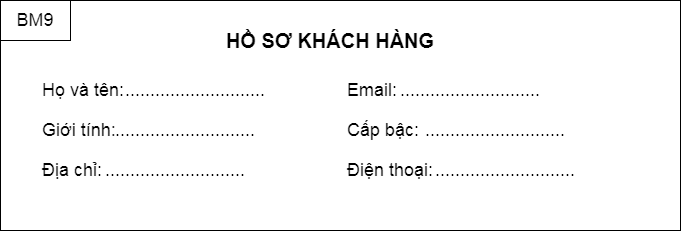 BM9
HỒ SƠ KHÁCH HÀNG
Họ và tên:............................ Email: ............................
Giới tính:............................ Cấp bậc: ............................
Địa chỉ: ............................ Điện thoại:............................